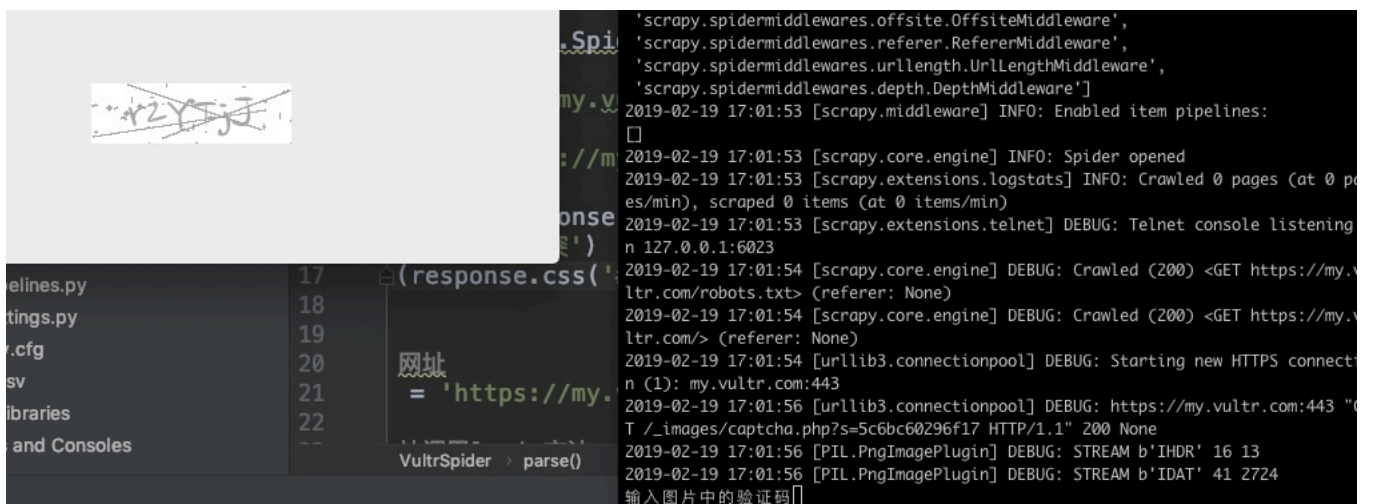 .Spi
my.v
://m
onse
')
(response.css('
elines.py
17
tings.py
18
.cfg
19
sv
20 网址
ibraries
21 = 'https://my.
s and Consoles
22
VultrSpider › parse()
'scrapy.spidermiddlewares.offsite.OffsiteMiddleware',
'scrapy.spidermiddlewares.referer.RefererMiddleware',
'scrapy.spidermiddlewares.urllength.UrlLengthMiddleware',
'scrapy.spidermiddlewares.depth.DepthMiddleware']
2019-02-19 17:01:53 [scrapy.middleware] INFO: Enabled item pipelines:
[]
2019-02-19 17:01:53 [scrapy.core.engine] INFO: Spider opened
2019-02-19 17:01:53 [scrapy.extensions.logstats] INFO: Crawled 0 pages (at 0 pa
es/min), scraped 0 items (at 0 items/min)
2019-02-19 17:01:53 [scrapy.extensions.telnet] DEBUG: Telnet console listening
n 127.0.0.1:6023
2019-02-19 17:01:54 [scrapy.core.engine] DEBUG: Crawled (200) <GET https://my.v
ltr.com/robots.txt> (referer: None)
2019-02-19 17:01:54 [scrapy.core.engine] DEBUG: Crawled (200) <GET https://my.v
ltr.com/> (referer: None)
2019-02-19 17:01:54 [urllib3.connectionpool] DEBUG: Starting new HTTPS connecti
n (1): my.vultr.com:443
2019-02-19 17:01:56 [urllib3.connectionpool] DEBUG: https://my.vultr.com:443 "G
T /_images/captcha.php?s=5c6bc60296f17 HTTP/1.1" 200 None
2019-02-19 17:01:56 [PIL.PngImagePlugin] DEBUG: STREAM b'IHDR' 16 13
2019-02-19 17:01:56 [PIL.PngImagePlugin] DEBUG: STREAM b'IDAT' 41 2724
输入图片中的验证码